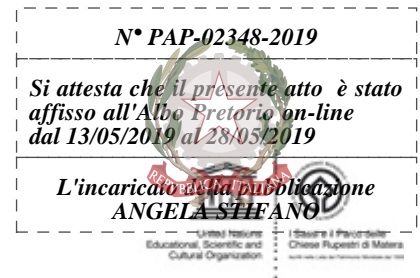 N° PAP-02348-2019
Si attesta che il presente atto è stato
affisso all'Albo Pretorio on-line
dal 13/05/2019 al 28/05/2019
L'incaricato della pubblicazione
ANGELA STIFANO
REPVBBLICA ITALIANA
United Nations
Educational, Scientific and
Cultural Organization
I Sassi e il Parco delle
Chiese Rupestri di Matera